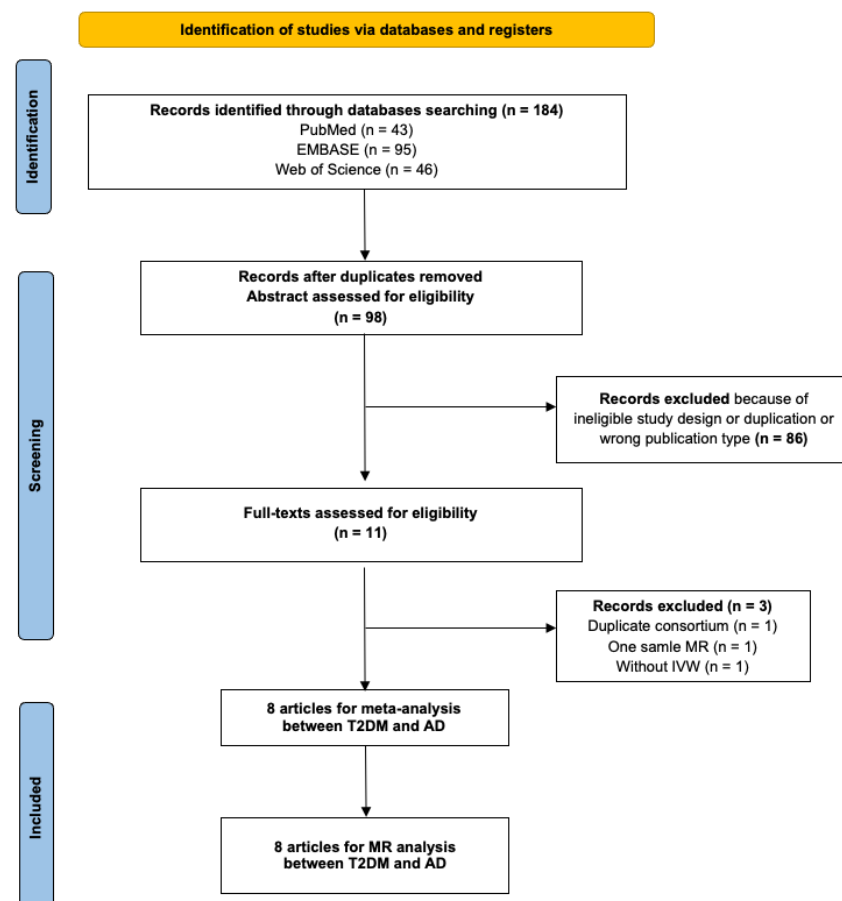 Identification of studies via databases and registers
Identification
Records identified through databases searching (n = 184)
PubMed (n = 43)
EMBASE (n = 95)
Web of Science (n = 46)
Screening
Records after duplicates removed
Abstract assessed for eligibility
(n = 98)
Records excluded because of
ineligible study design or duplication or
wrong publication type (n = 86)
Full-texts assessed for eligibility
(n = 11)
Records excluded (n = 3)
Duplicate consortium (n = 1)
One samle MR (n = 1)
Without IVW (n = 1)
Included
8 articles for meta-analysis
between T2DM and AD
8 articles for MR analysis
between T2DM and AD